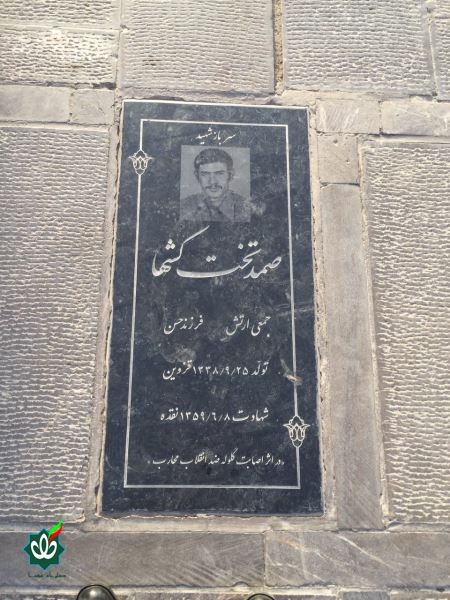 سرباز شهید
صمد تخت کشها
جمعی ارتش فرزند حسن
تولد ۱۳۳۸/۹/۲۵ قزوین
شهادت ۱۳۵۹/۶/۸ نقده
«در اثر اصابت گلوله ضد انقلاب محارب»